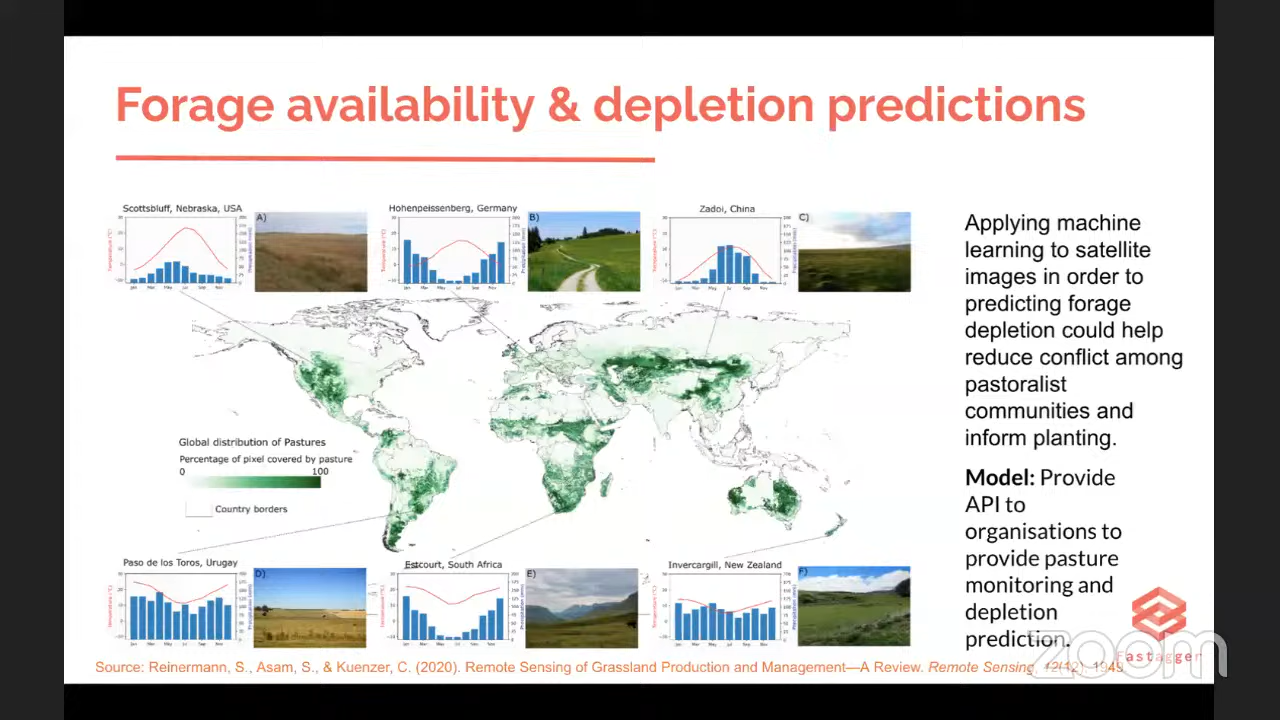 Forage availability & depletion predictions
Scottsbluff, Nebraska, USA
A)
Hohenpeissenberg, Germany
B)
Zadoi, China
C)
Applying machine
learning to satellite
images in order to
predicting forage
depletion could help
reduce conflict among
pastoralist
communities and
inform planting.
Model: Provide
API to
organisations to
provide pasture
monitoring and
depletion
prediction.
Global distribution of Pastures
Percentage of pixel covered by pasture
0 100
Country borders
Paso de los Toros, Urugay
D)
Estcourt, South Africa
E)
Invercargill, New Zealand
F)
Fastagger
zoom
Source: Reinermann, S., Asam, S., & Kuenzer, C. (2020). Remote Sensing of Grassland Production and Management—A Review. Remote Sensing, 12(12), 1949.